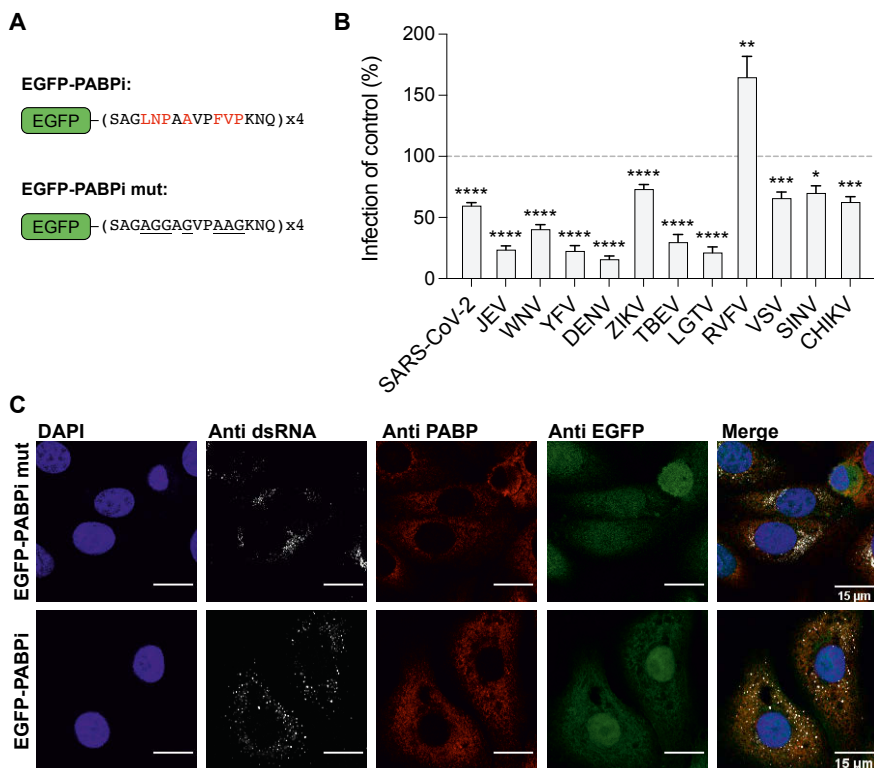 A
EGFP-PABPi:
EGFP
(SAGLNPAAVPFVPKNQ)x4
EGFP-PABPi mut:
EGFP
(SAGAGGAGVPAAGKNQ)x4
B
Infection of control (%)
200
150
100
50
0
****
****
****
****
****
****
****
****
**
***
*
***
SARS-CoV-2
JEV
WNV
YFV
DENV
ZIKV
TBEV
LGTV
RVFV
VSV
SINV
CHIKV
C
DAPI
Anti dsRNA
Anti PABP
Anti EGFP
Merge
EGFP-PABPi mut
15 µm
EGFP-PABPi
15 µm